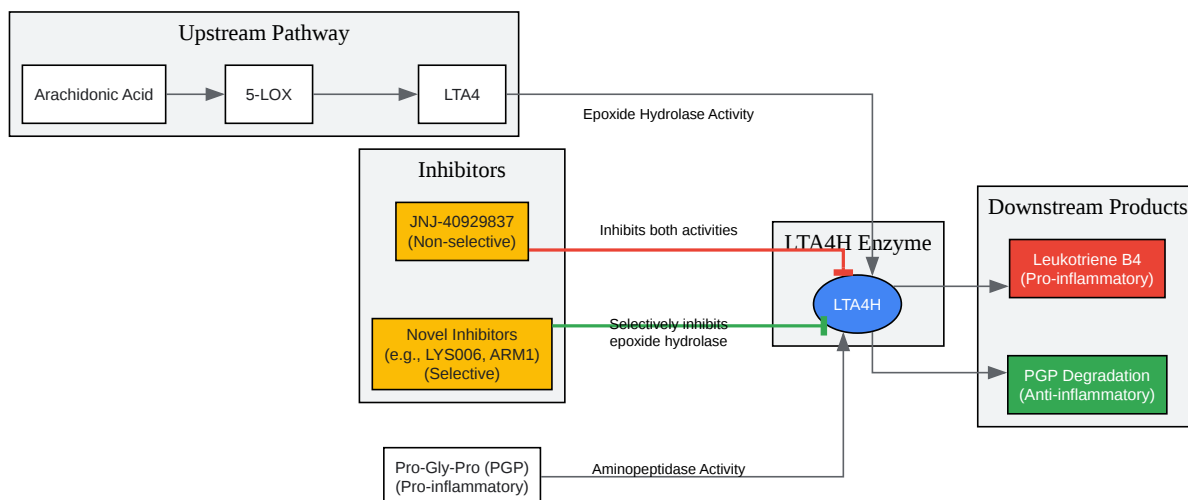 Upstream Pathway
Arachidonic Acid
5-LOX
LTA4
Epoxide Hydrolase Activity
Inhibitors
JNJ-40929837
(Non-selective)
Inhibits both activities
Novel Inhibitors
(e.g., LYS006, ARM1)
(Selective)
Selectively inhibits
epoxide hydrolase
LTA4H Enzyme
LTA4H
Downstream Products
Leukotriene B4
(Pro-inflammatory)
PGP Degradation
(Anti-inflammatory)
Pro-Gly-Pro (PGP)
(Pro-inflammatory)
Aminopeptidase Activity